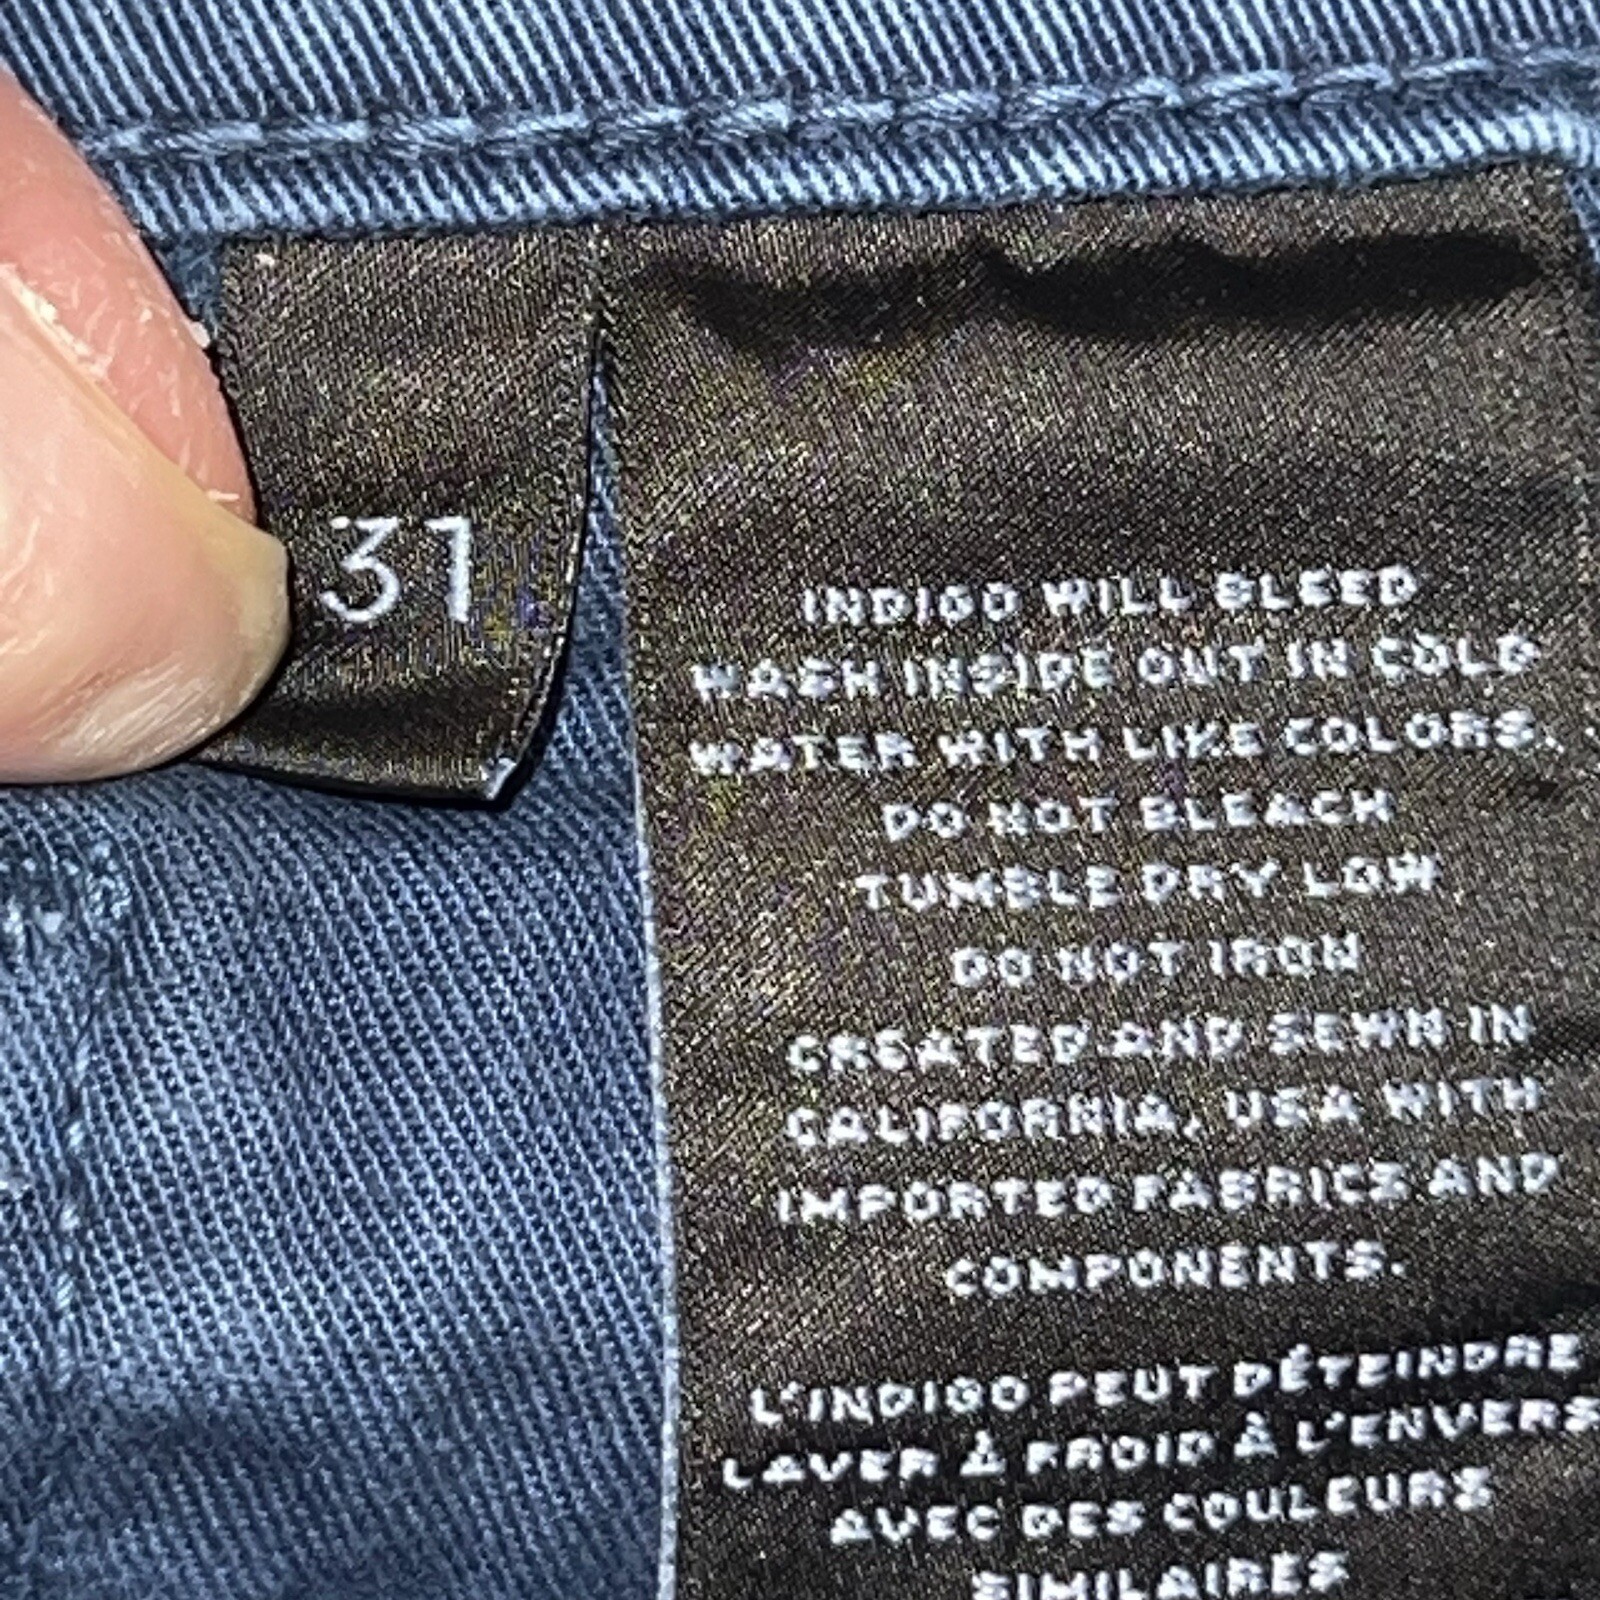 31
INDIGO WILL BLEED
WASH INSIDE OUT IN COLD
WATER WITH LIKE COLORS.
DO NOT BLEACH
TUMBLE DRY LOW
DO NOT IRON
CREATED AND SEWN IN
CALIFORNIA, USA WITH
IMPORTED FABRICS AND
COMPONENTS.
L'INDIGO PEUT DÉTEINDRE
LAVER À FROID À L'ENVERS
AVEC DES COULEURS
SIMILAIRES